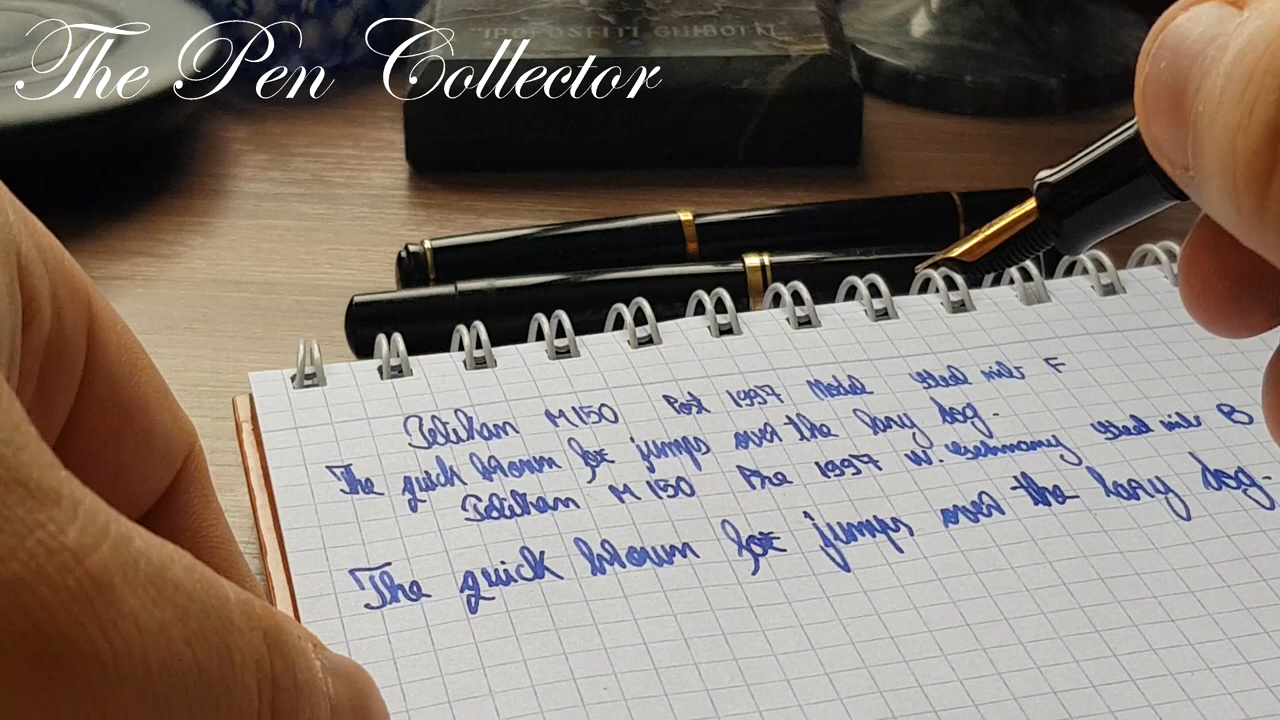 The Pen Collector
Pelikan M150 Post 1997 Model Steel nib F
The quick brown fox jumps over the lazy dog.
Pelikan M150 Pre 1997 W. Germany Steel nib B
The quick brown fox jumps over the lazy dog.